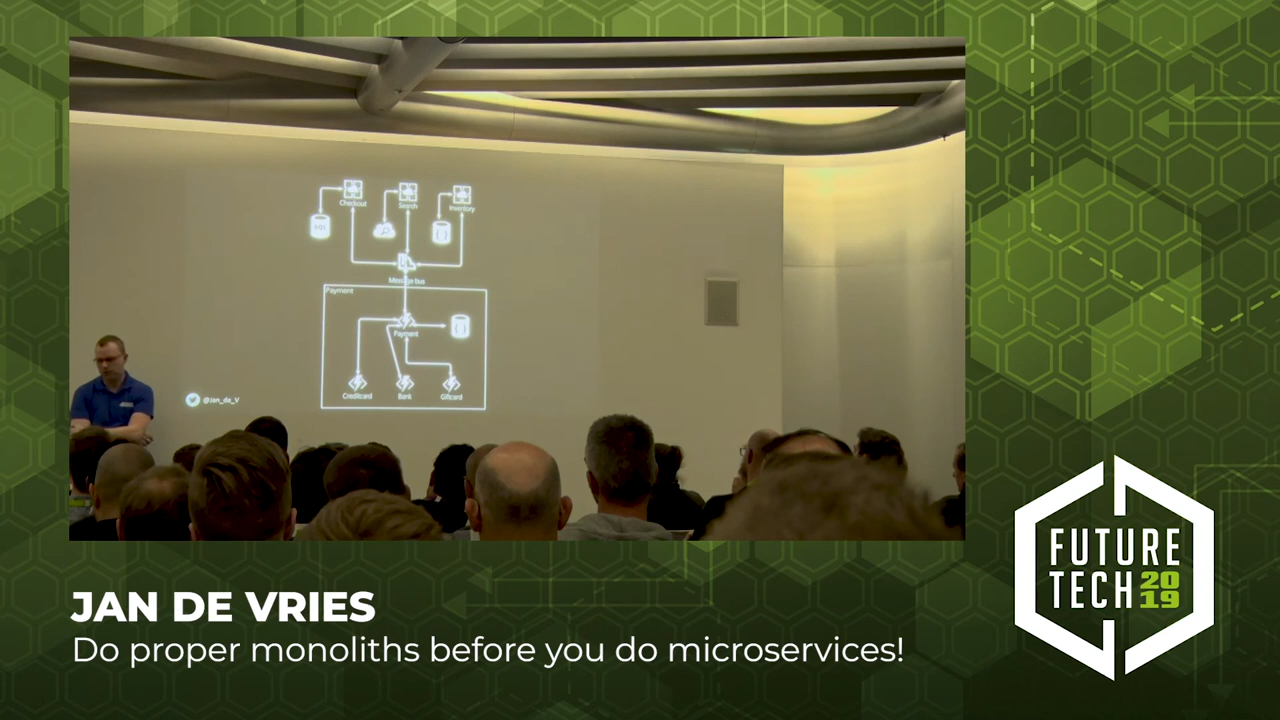 Checkout
Search
Inventory
SQL
Message bus
Payment
Payment
Creditcard
Bank
Giftcard
@Jan_de_V
FUTURE
TECH 2019
JAN DE VRIES
Do proper monoliths before you do microservices!